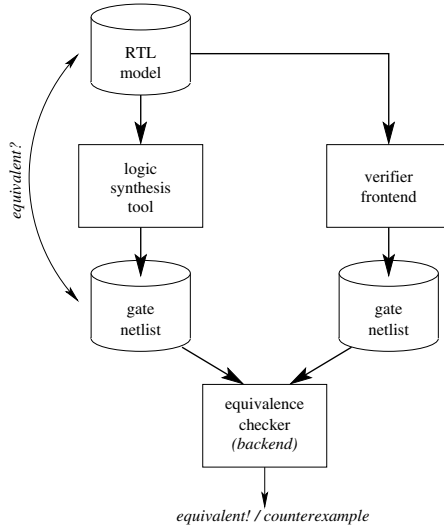 RTL
model
equivalent?
logic
synthesis
tool
verifier
frontend
gate
netlist
gate
netlist
equivalence
checker
(backend)
equivalent! / counterexample